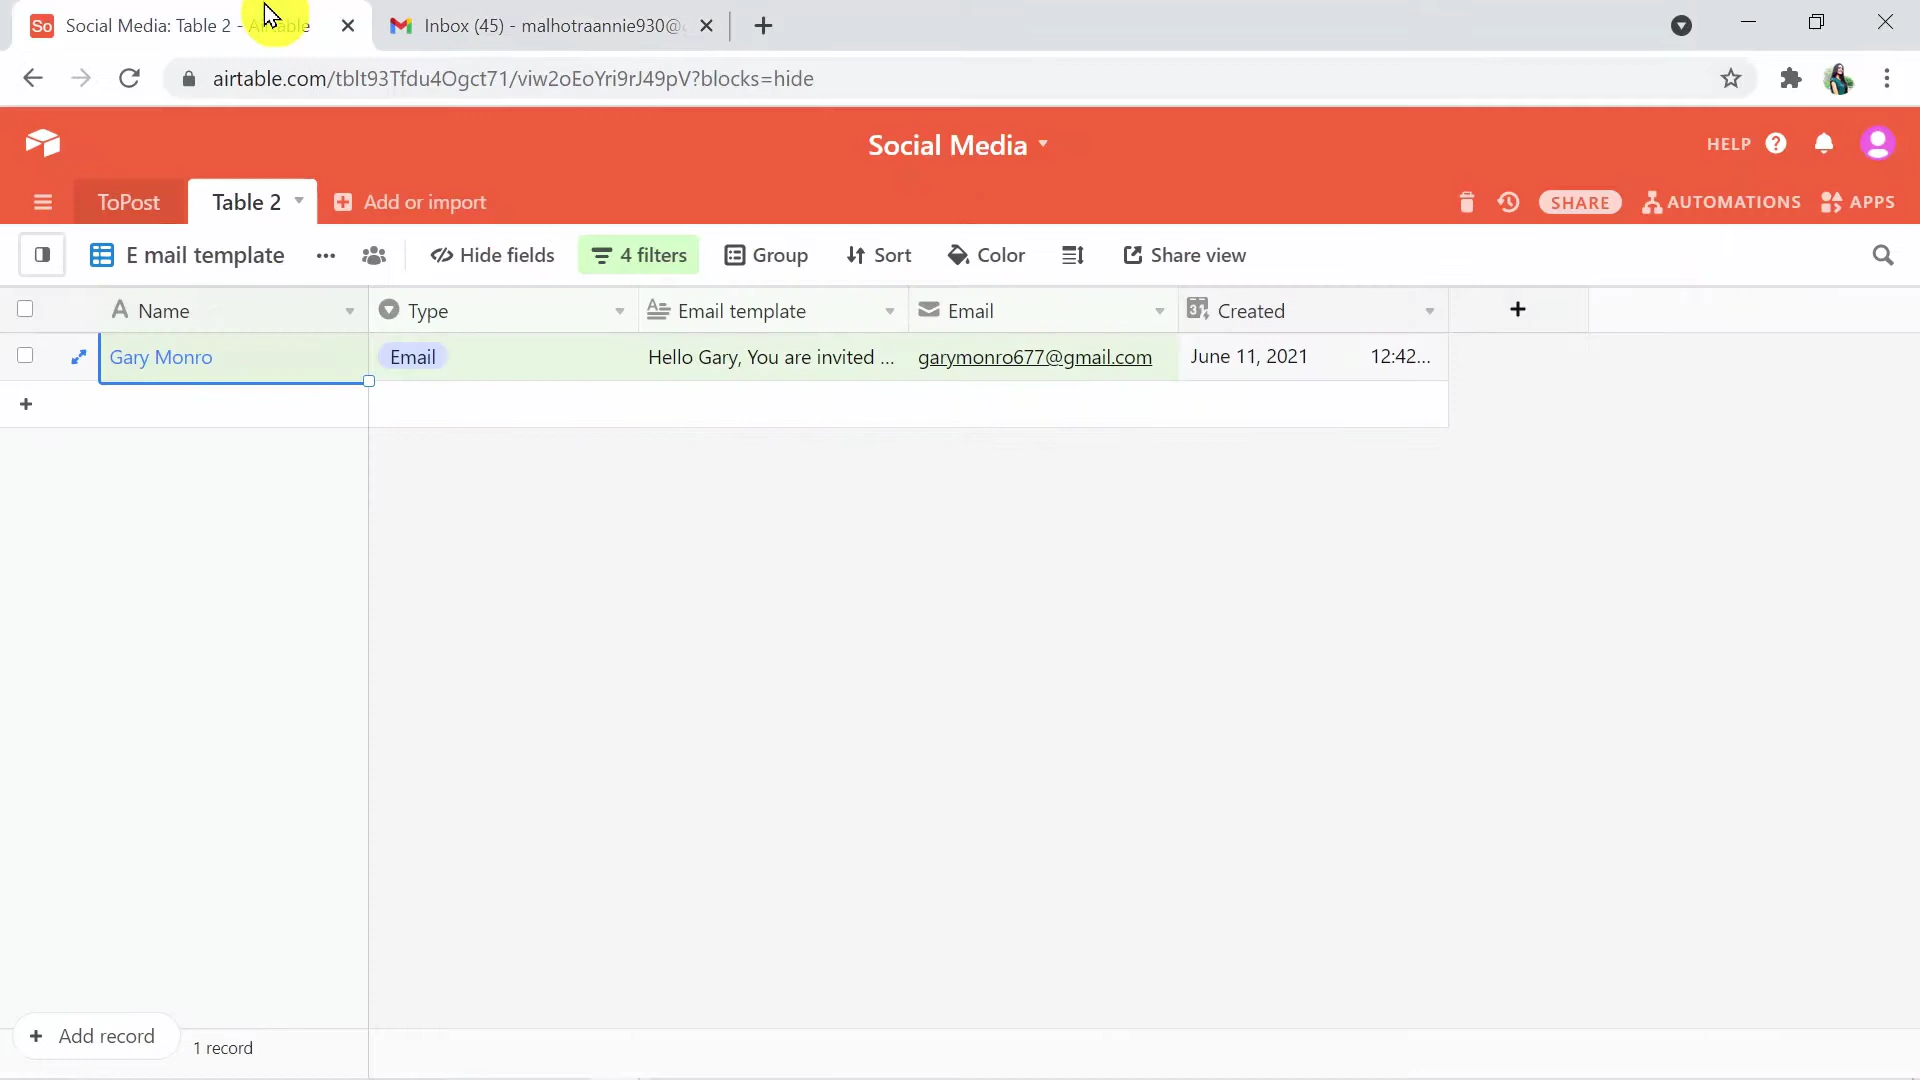 So Social Media: Table 2 - Airtable
Inbox (45) - malhotraannie930@
airtable.com/tblt93Tfdu4Ogct71/viw2oEoYri9rJ49pV?blocks=hide
Social Media
HELP ?
ToPost
Table 2
Add or import
SHARE
AUTOMATIONS
APPS
E mail template
Hide fields
4 filters
Group
Sort
Color
Share view
Name
Type
Email template
Email
31
Created
Gary Monro
Email
Hello Gary, You are invited ...
garymonro677@gmail.com
June 11, 2021
12:42...
Add record
1 record